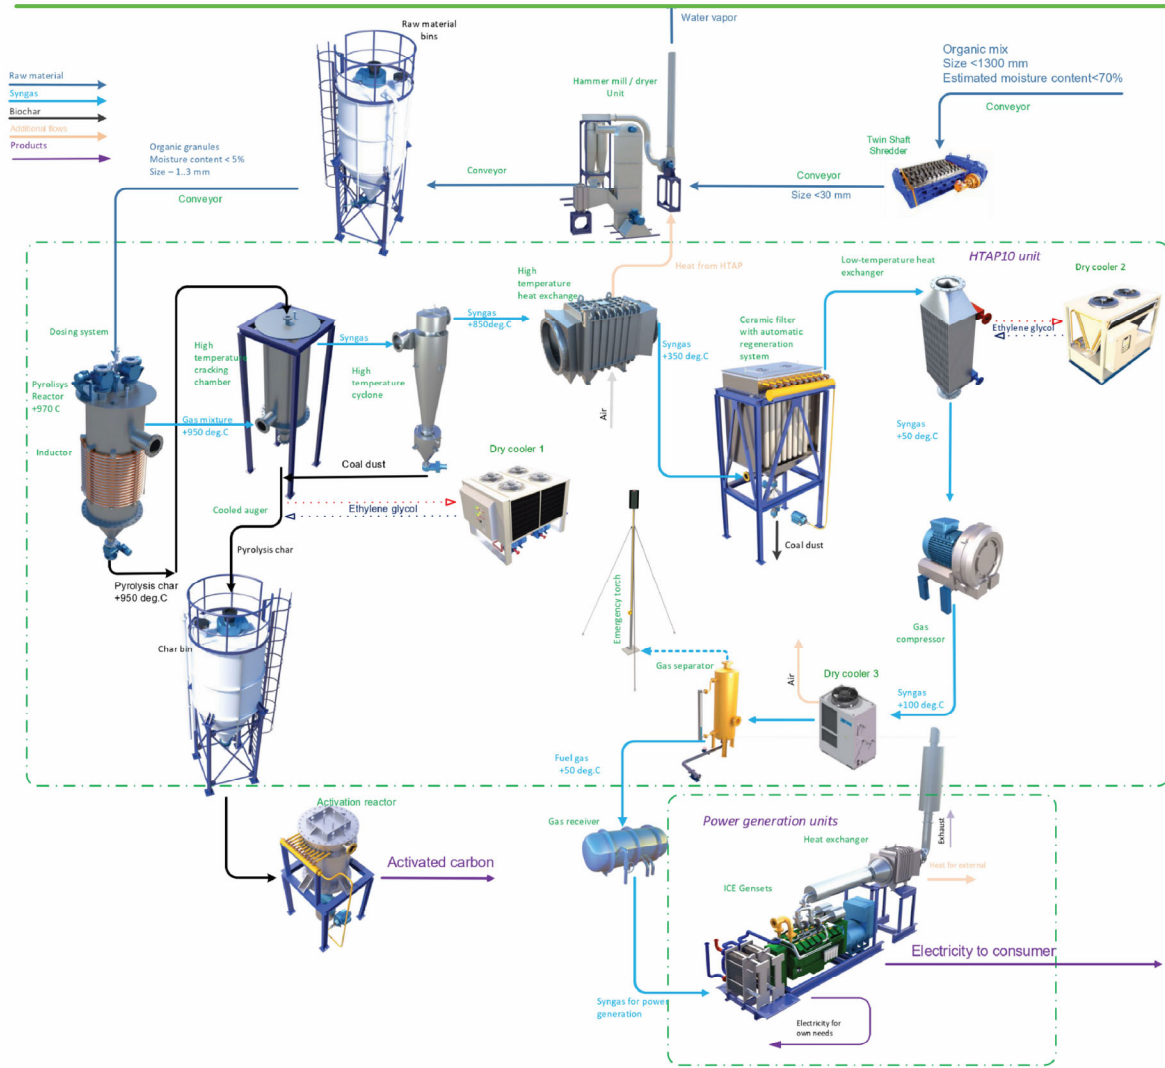 Water vapor
Raw material
bins
Organic mix
Size <1300 mm
Estimated moisture content<70%
Raw material
Syngas
Biochar
Additional flows
Products
Hammer mill / dryer
Unit
Conveyor
Twin Shaft
Shredder
Organic granules
Moisture content < 5%
Size – 1..3 mm
Conveyor
Conveyor
Conveyor
Size <30 mm
HTAP10 unit
Low-temperature heat
exchanger
Dry cooler 2
Heat from HTAP
High
temperature
heat exchanger
Dosing system
Syngas
+850deg.C
Syngas
High
temperature
cracking
chamber
High
temperature
cyclone
Syngas
+350 deg.C
Ceramic filter
with automatic
regeneration
system
Ethylene glycol
Pyrolisys
Reactor
+970 C
Gas mixture
+950 deg.C
Air
Inductor
Syngas
+50 deg.C
Dry cooler 1
Coal dust
Cooled auger
Ethylene glycol
Pyrolysis char
Coal dust
Pyrolysis char
+950 deg.C
Emergency torch
Gas
compressor
Char bin
Gas separator
Air
Dry cooler 3
Syngas
+100 deg.C
Fuel gas
+50 deg.C
Activation reactor
Gas receiver
Power generation units
Heat exchanger
Exhaust
Activated carbon
Heat for external
ICE Gensets
Electricity to consumer
Syngas for power
generation
Electricity for
own needs